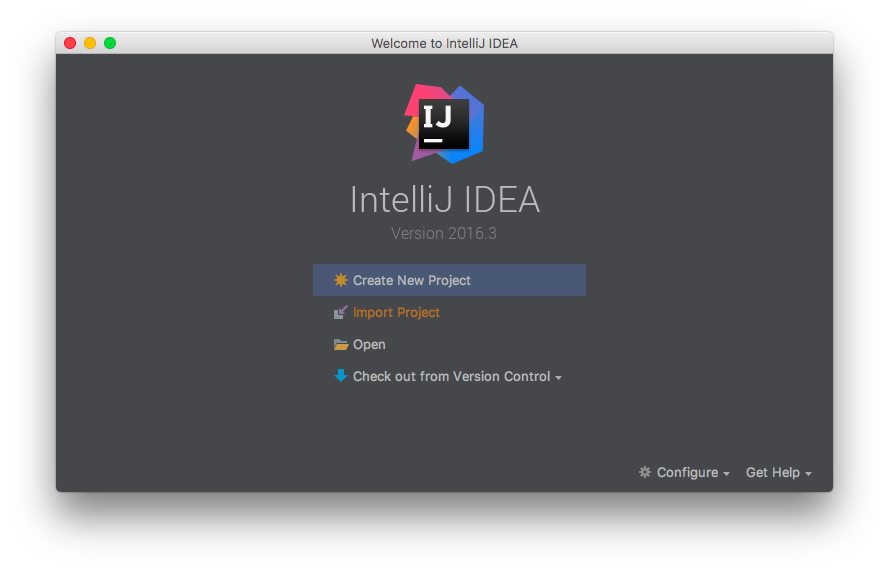 Welcome to IntelliJ IDEA
IJ
IntelliJ IDEA
Version 2016.3
Create New Project
Import Project
Open
Check out from Version Control
Configure
Get Help